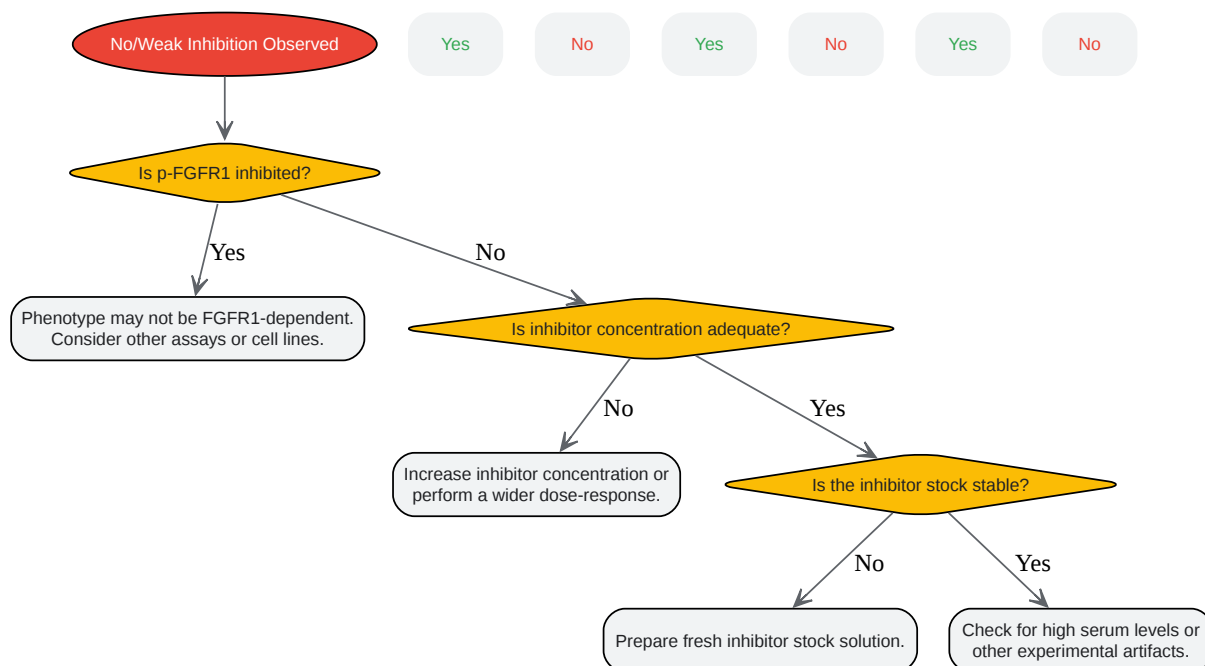 No/Weak Inhibition Observed
Yes
No
Yes
No
Yes
No
Is p-FGFR1 inhibited?
Yes
No
Phenotype may not be FGFR1-dependent.
Consider other assays or cell lines.
Is inhibitor concentration adequate?
No
Yes
Increase inhibitor concentration or
perform a wider dose-response.
Is the inhibitor stock stable?
No
Yes
Prepare fresh inhibitor stock solution.
Check for high serum levels or
other experimental artifacts.